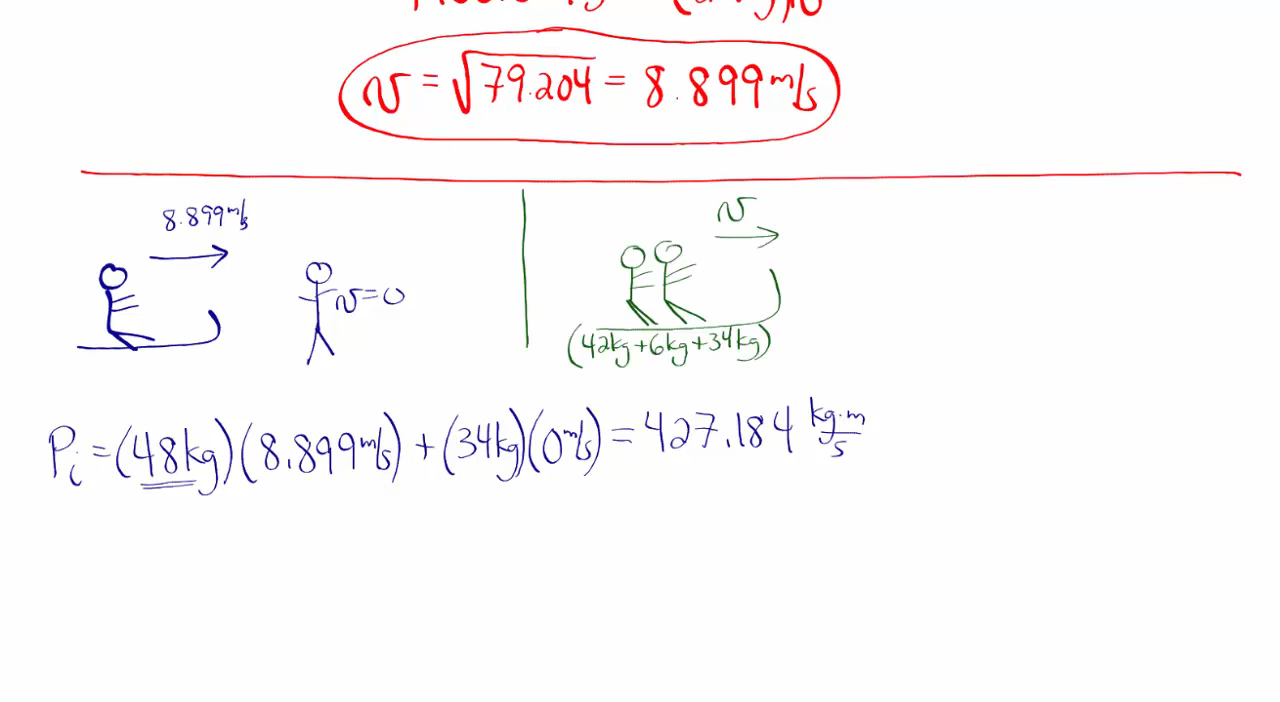 v = √79.204 = 8.899 m/s
8.899 m/s
v
v = 0
(42kg + 6kg + 34kg)
Pi = (48kg)(8.899 m/s) + (34kg)(0 m/s) = 427.184 kg·m/s